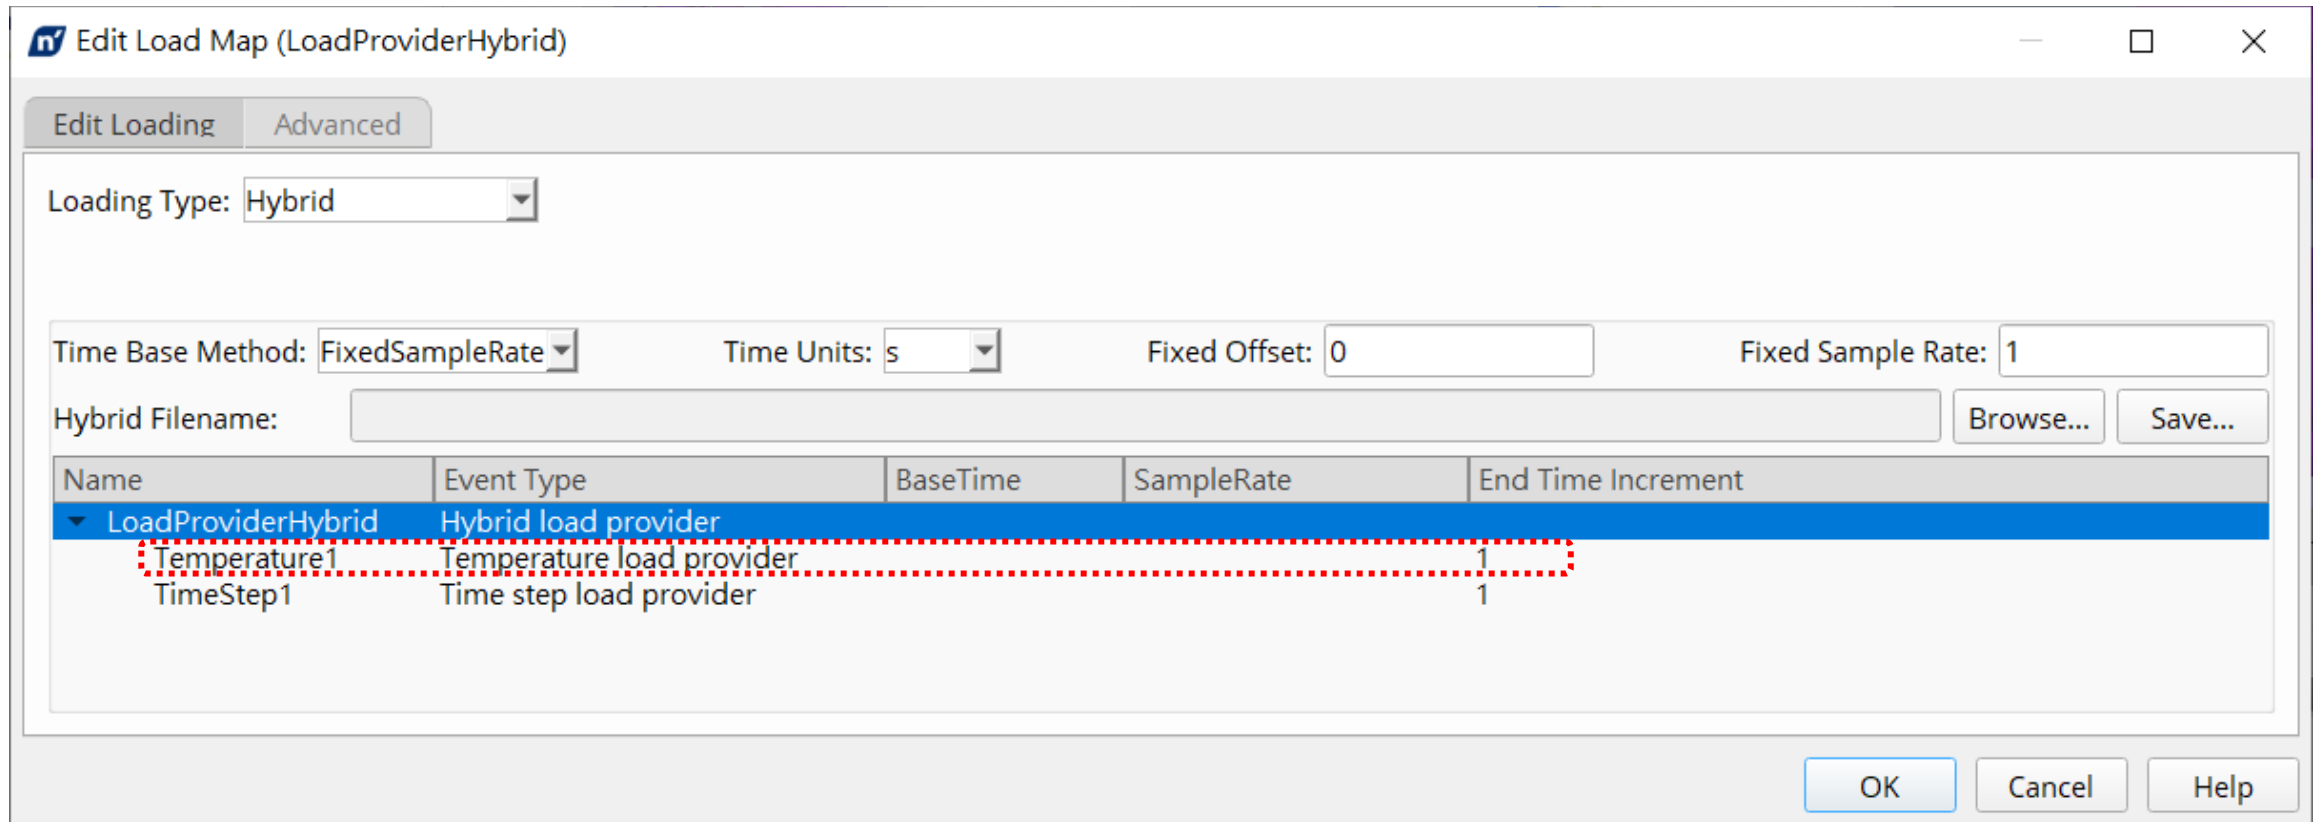 Edit Load Map (LoadProviderHybrid)
Edit Loading Advanced
Loading Type: Hybrid
Time Base Method: FixedSampleRate Time Units: s Fixed Offset: 0 Fixed Sample Rate: 1
Hybrid Filename: Browse... Save...
Name Event Type BaseTime SampleRate End Time Increment
LoadProviderHybrid Hybrid load provider
Temperature1 Temperature load provider 1
TimeStep1 Time step load provider 1
OK Cancel Help